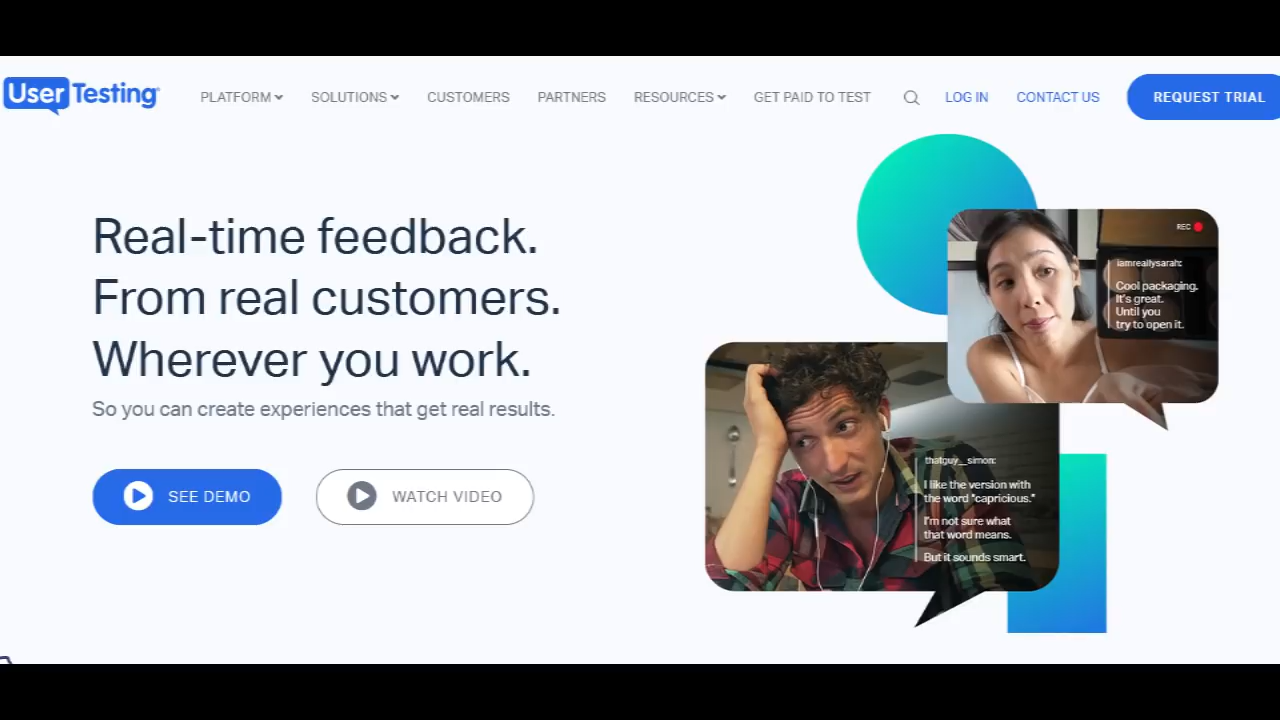 User Testing
PLATFORM
SOLUTIONS
CUSTOMERS
PARTNERS
RESOURCES
GET PAID TO TEST
LOG IN
CONTACT US
REQUEST TRIAL
Real-time feedback.
From real customers.
Wherever you work.
So you can create experiences that get real results.
SEE DEMO
WATCH VIDEO
REC
iamreallysarah:
Cool packaging.
It's great.
Until you
try to open it.
thatguy__simon:
I like the version with
the word "capricious."
I'm not sure what
that word means.
But it sounds smart.